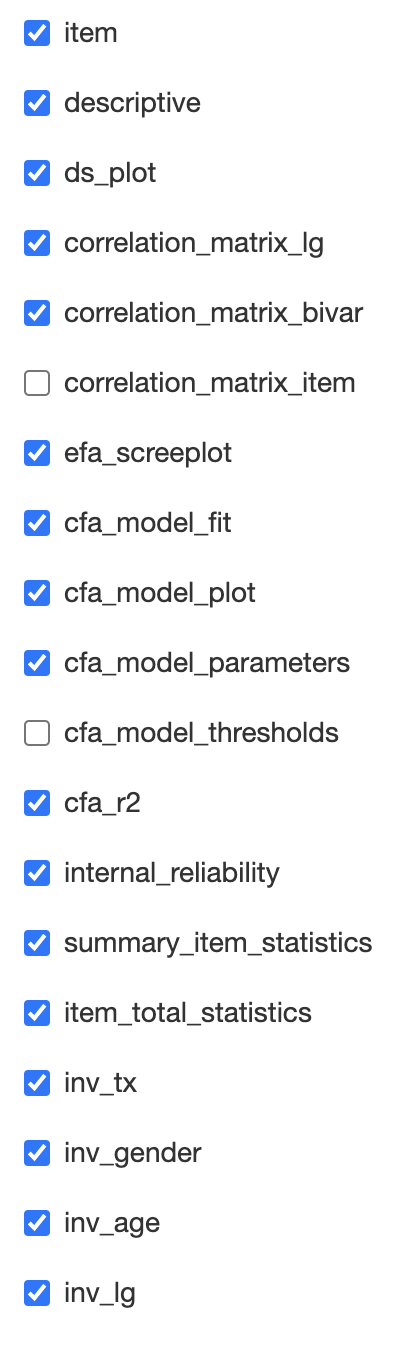 item
descriptive
ds_plot
correlation_matrix_lg
correlation_matrix_bivar
correlation_matrix_item
efa_screeplot
cfa_model_fit
cfa_model_plot
cfa_model_parameters
cfa_model_thresholds
cfa_r2
internal_reliability
summary_item_statistics
item_total_statistics
inv_tx
inv_gender
inv_age
inv_lg